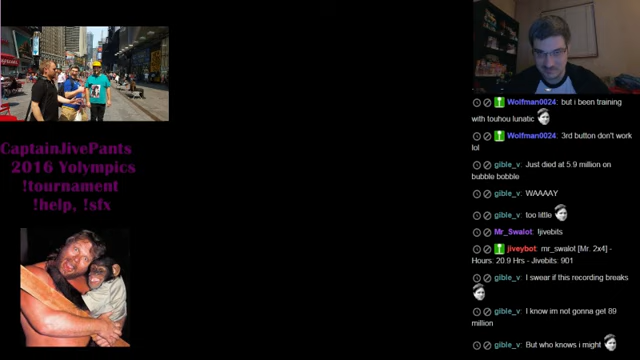 CaptainJivePants
2016 Yolympics
!tournament
!help, !sfx
Wolfman0024: but i been training
with touhou lunatic
Wolfman0024: 3rd button don't work
lol
gible_v: Just died at 5.9 million on
bubble bobble
gible_v: WAAAAY
gible_v: too little
Mr_Swalot: !jivebits
jiveybot: mr_swalot [Mr. 2x4] -
Hours: 20.9 Hrs - Jivebits: 901
gible_v: I swear if this recording breaks
gible_v: I know im not gonna get 89
million
gible_v: But who knows i might